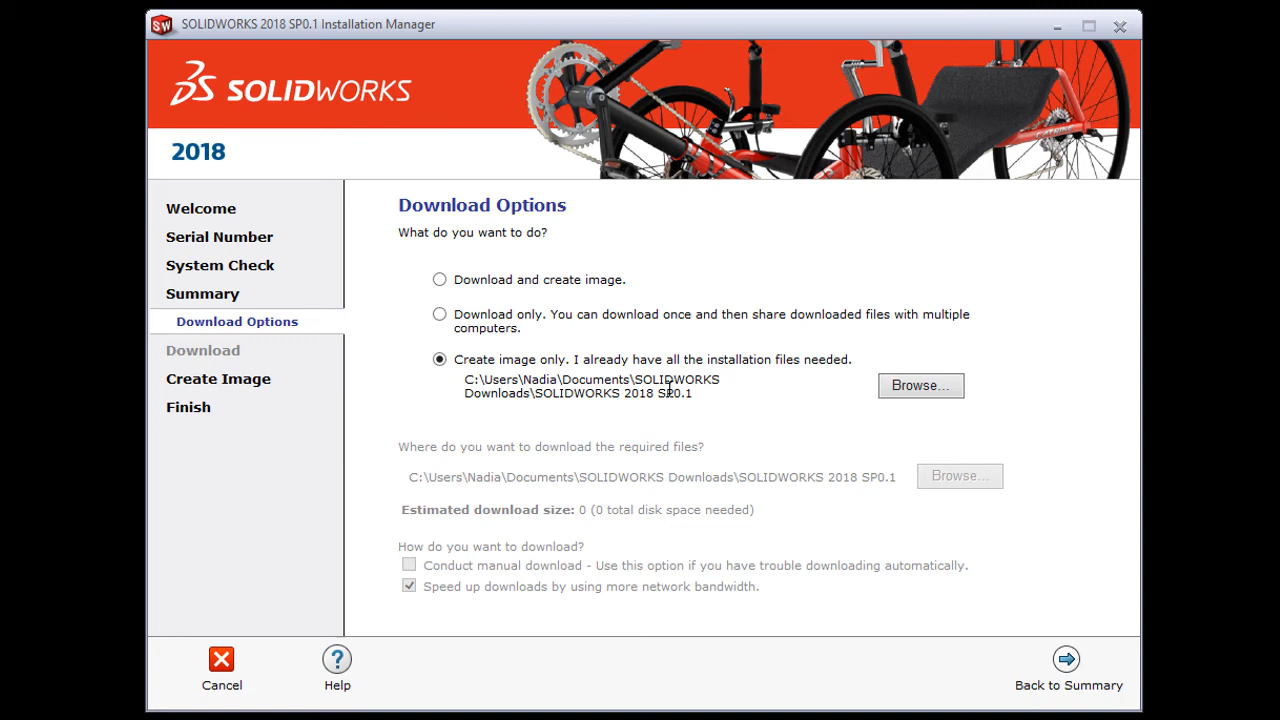 SOLIDWORKS 2018 SP0.1 Installation Manager
SOLIDWORKS
2018
Welcome
Serial Number
System Check
Summary
Download Options
Download
Create Image
Finish
Download Options
What do you want to do?
Download and create image.
Download only. You can download once and then share downloaded files with multiple
computers.
Create image only. I already have all the installation files needed.
C:\Users\Nadia\Documents\SOLIDWORKS
Downloads\SOLIDWORKS 2018 SP0.1
Browse...
Where do you want to download the required files?
C:\Users\Nadia\Documents\SOLIDWORKS Downloads\SOLIDWORKS 2018 SP0.1
Browse...
Estimated download size: 0 (0 total disk space needed)
How do you want to download?
Conduct manual download - Use this option if you have trouble downloading automatically.
Speed up downloads by using more network bandwidth.
Cancel
Help
Back to Summary